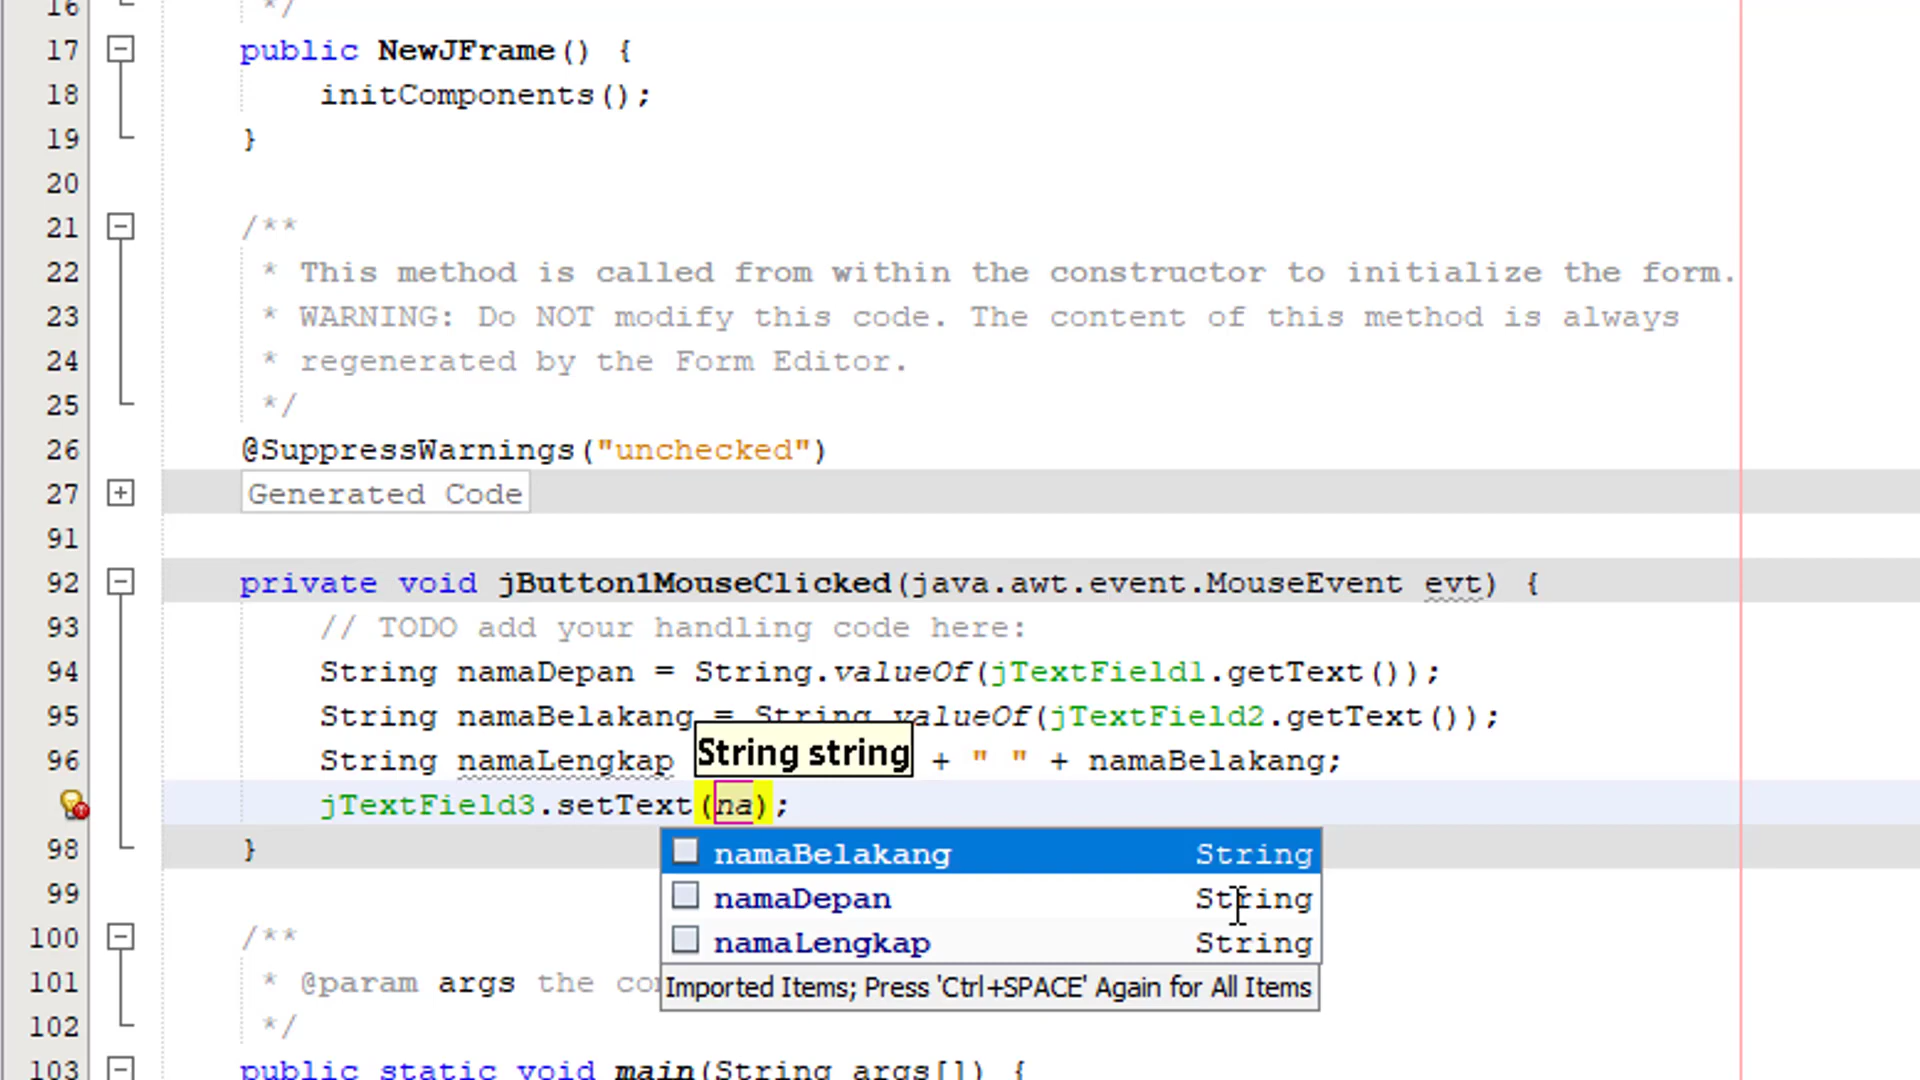 16 */
17 public NewJFrame() {
18 initComponents();
19 }
20
21 /**
22 * This method is called from within the constructor to initialize the form.
23 * WARNING: Do NOT modify this code. The content of this method is always
24 * regenerated by the Form Editor.
25 */
26 @SuppressWarnings("unchecked")
27 Generated Code
91
92 private void jButton1MouseClicked(java.awt.event.MouseEvent evt) {
93 // TODO add your handling code here:
94 String namaDepan = String.valueOf(jTextField1.getText());
95 String namaBelakang = String.valueOf(jTextField2.getText());
String string
96 String namaLengkap + " " + namaBelakang;
jTextField3.setText(na);
98 }
namaBelakang String
99 namaDepan String
namaLengkap String
100 /**
101 * @param args the co
Imported Items; Press 'Ctrl+SPACE' Again for All Items
102 */
103 public static void main(String args[]) {